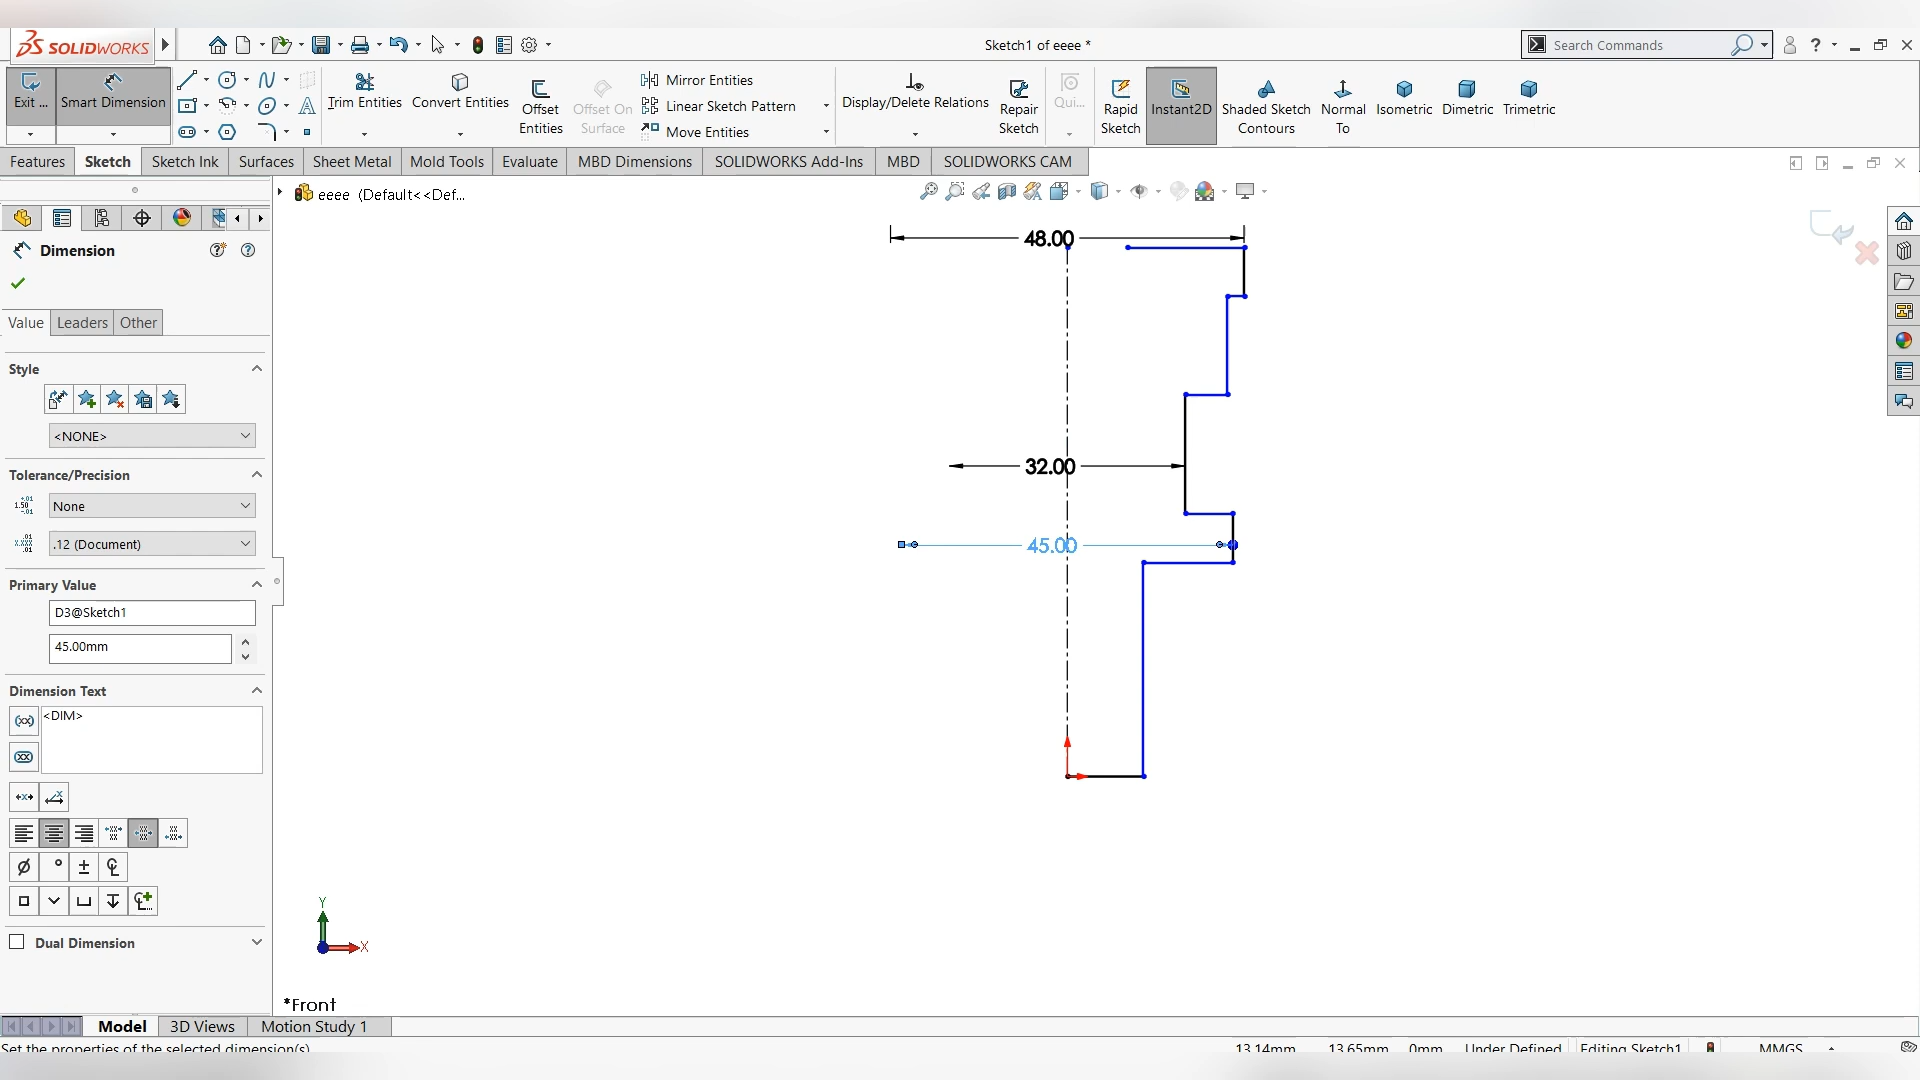 SOLIDWORKS
Sketch1 of eeee *
Search Commands
?
Exit ...
Smart Dimension
Trim Entities
Convert Entities
Offset Entities
Offset On Surface
Mirror Entities
Linear Sketch Pattern
Move Entities
Display/Delete Relations
Repair Sketch
Qui...
Rapid Sketch
Instant2D
Shaded Sketch Contours
Normal To
Isometric
Dimetric
Trimetric
Features
Sketch
Sketch Ink
Surfaces
Sheet Metal
Mold Tools
Evaluate
MBD Dimensions
SOLIDWORKS Add-Ins
MBD
SOLIDWORKS CAM
eeee (Default<<Def...
Dimension
Value
Leaders
Other
Style
<NONE>
Tolerance/Precision
None
.12 (Document)
Primary Value
D3@Sketch1
45.00mm
Dimension Text
<DIM>
Dual Dimension
48.00
32.00
45.00
Y
X
*Front
Model
3D Views
Motion Study 1
Set the properties of the selected dimension(s)
13.14mm
13.65mm
0mm
Under Defined
Editing Sketch1
MMGS